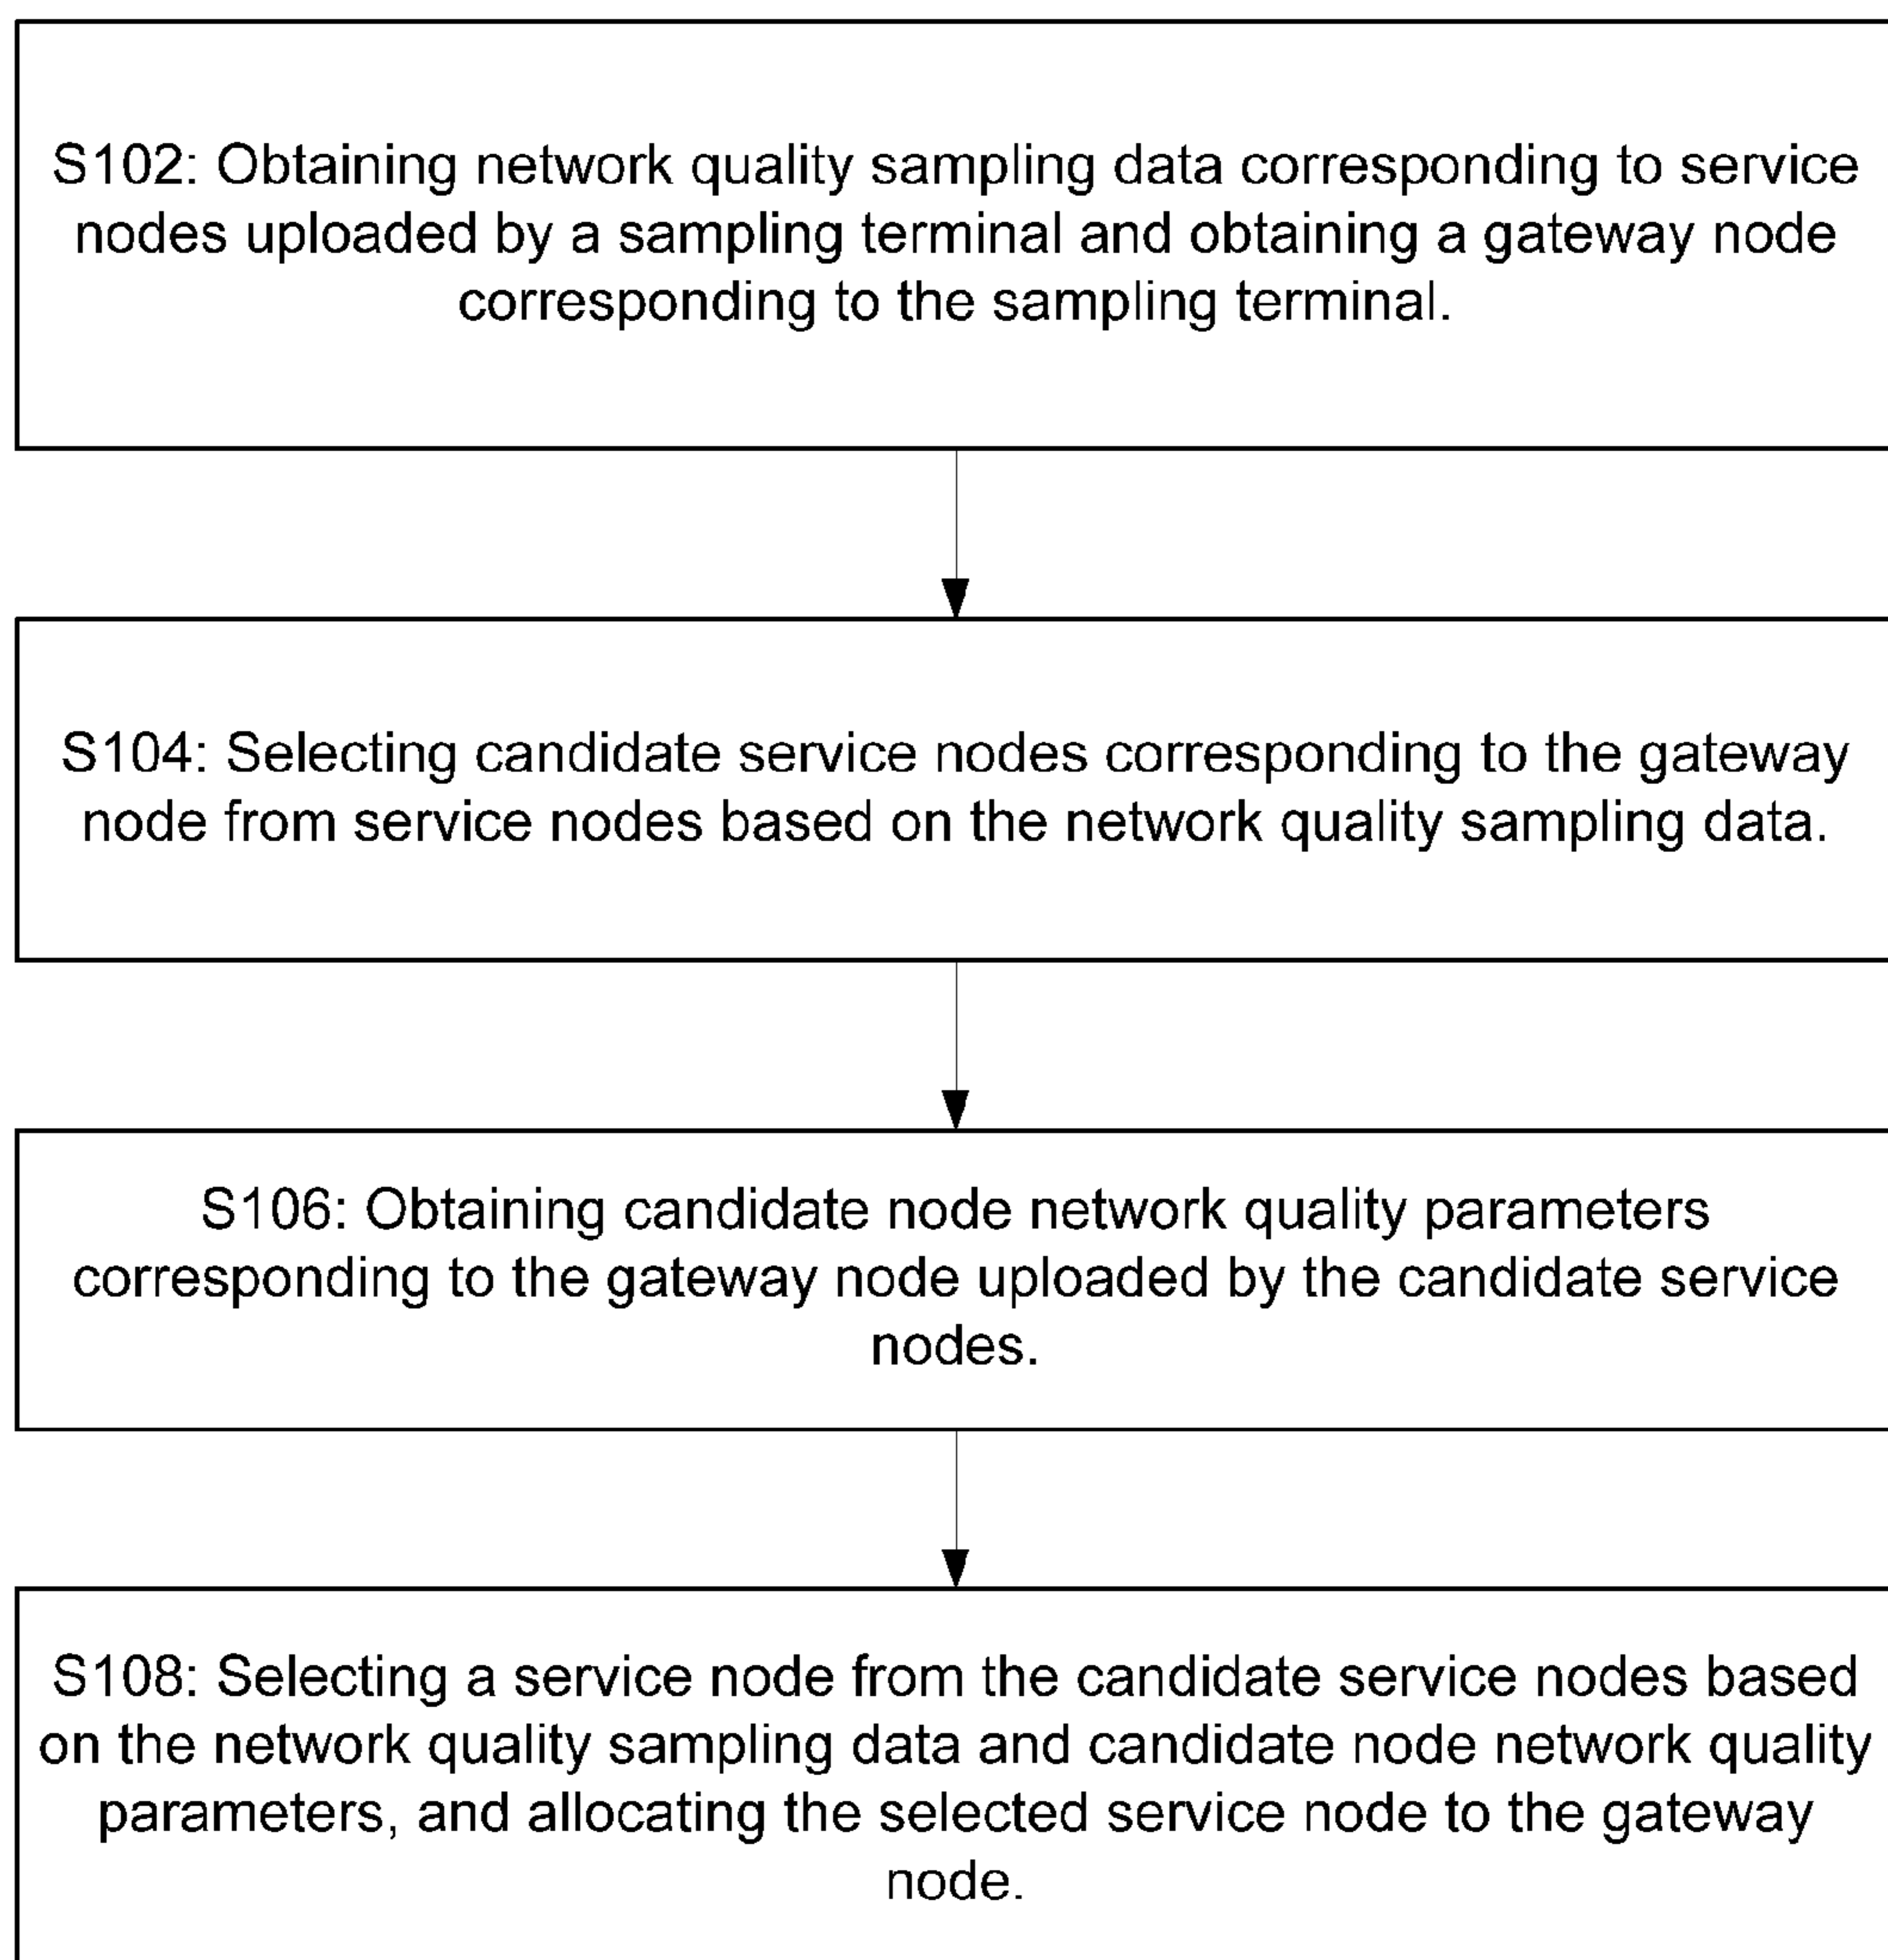 S102: Obtaining network quality sampling data corresponding to service
nodes uploaded by a sampling terminal and obtaining a gateway node
corresponding to the sampling terminal.
S104: Selecting candidate service nodes corresponding to the gateway
node from service nodes based on the network quality sampling data.
S106: Obtaining candidate node network quality parameters
corresponding to the gateway node uploaded by the candidate service
nodes.
S108: Selecting a service node from the candidate service nodes based
on the network quality sampling data and candidate node network quality
parameters, and allocating the selected service node to the gateway
node.